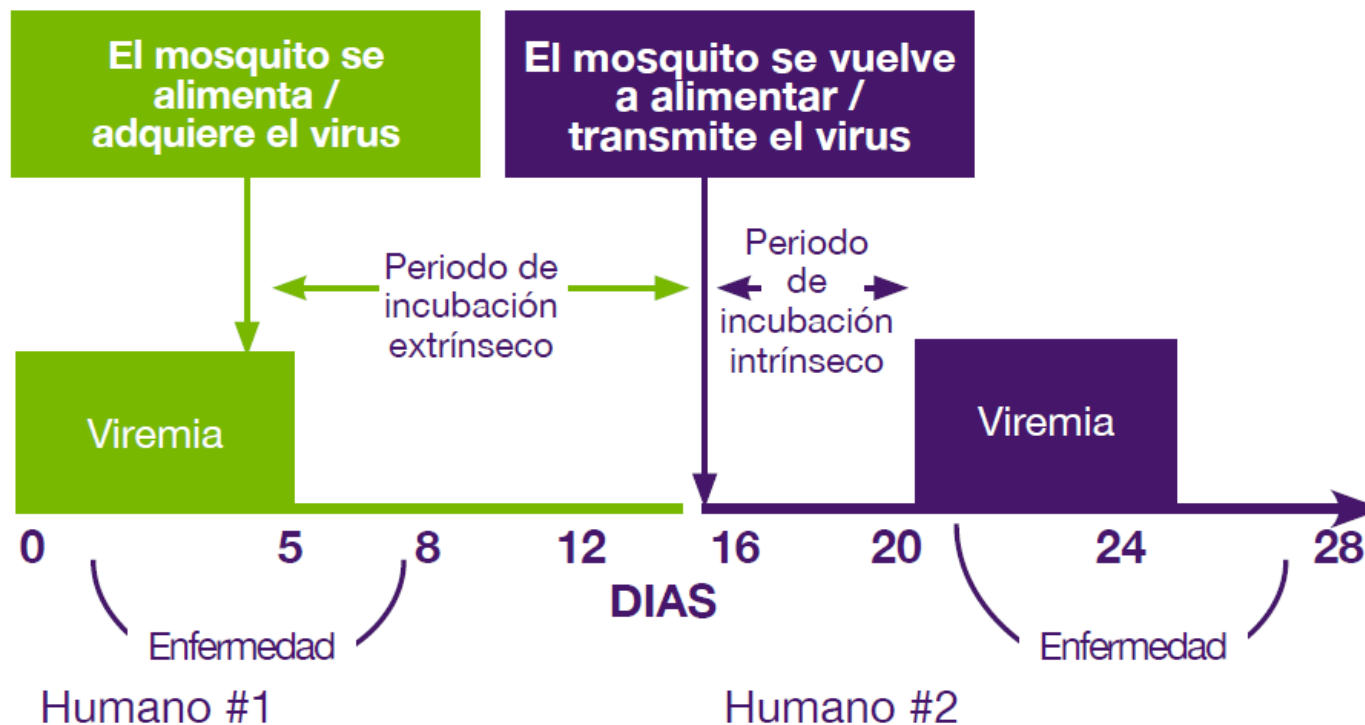 El mosquito se
alimenta /
adquiere el virus
El mosquito se vuelve
a alimentar /
transmite el virus
Periodo de
incubación
extrínseco
Periodo
de
incubación
intrínseco
Viremia
Viremia
0 5 8 12 16 20 24 28
DIAS
Enfermedad
Enfermedad
Humano #1
Humano #2